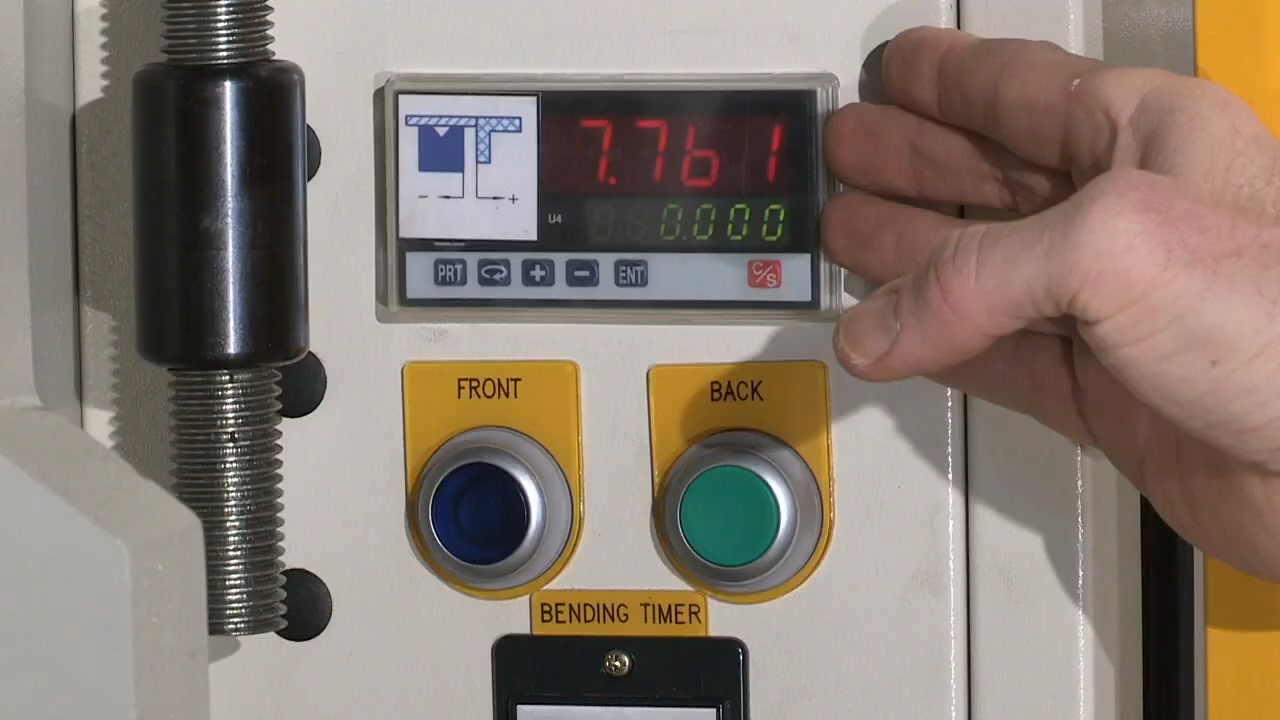 7.761
U4
0.000
- +
PRT + - ENT C/S
FRONT
BACK
BENDING TIMER